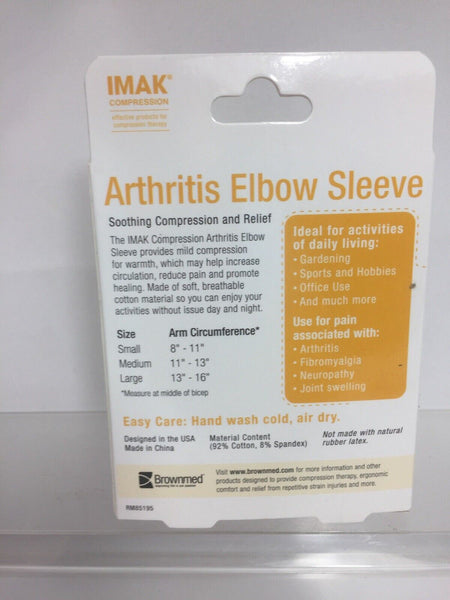 IMAK®
COMPRESSION
effective products for
compression therapy
Arthritis Elbow Sleeve
Soothing Compression and Relief
The IMAK Compression Arthritis Elbow
Sleeve provides mild compression
for warmth, which may help increase
circulation, reduce pain and promote
healing. Made of soft, breathable
cotton material so you can enjoy your
activities without issue day and night.
Size Arm Circumference*
Small 8" - 11"
Medium 11" - 13"
Large 13" - 16"
*Measure at middle of bicep
Ideal for activities
of daily living:
• Gardening
• Sports and Hobbies
• Office Use
• And much more
Use for pain
associated with:
• Arthritis
• Fibromyalgia
• Neuropathy
• Joint swelling
Easy Care: Hand wash cold, air dry.
Designed in the USA
Made in China
Material Content
(92% Cotton, 8% Spandex)
Not made with natural
rubber latex.
Brownmed®
Visit www.brownmed.com for more information and other
products designed to provide compression therapy, ergonomic
comfort and relief from repetitive strain injuries and more.
RM85195